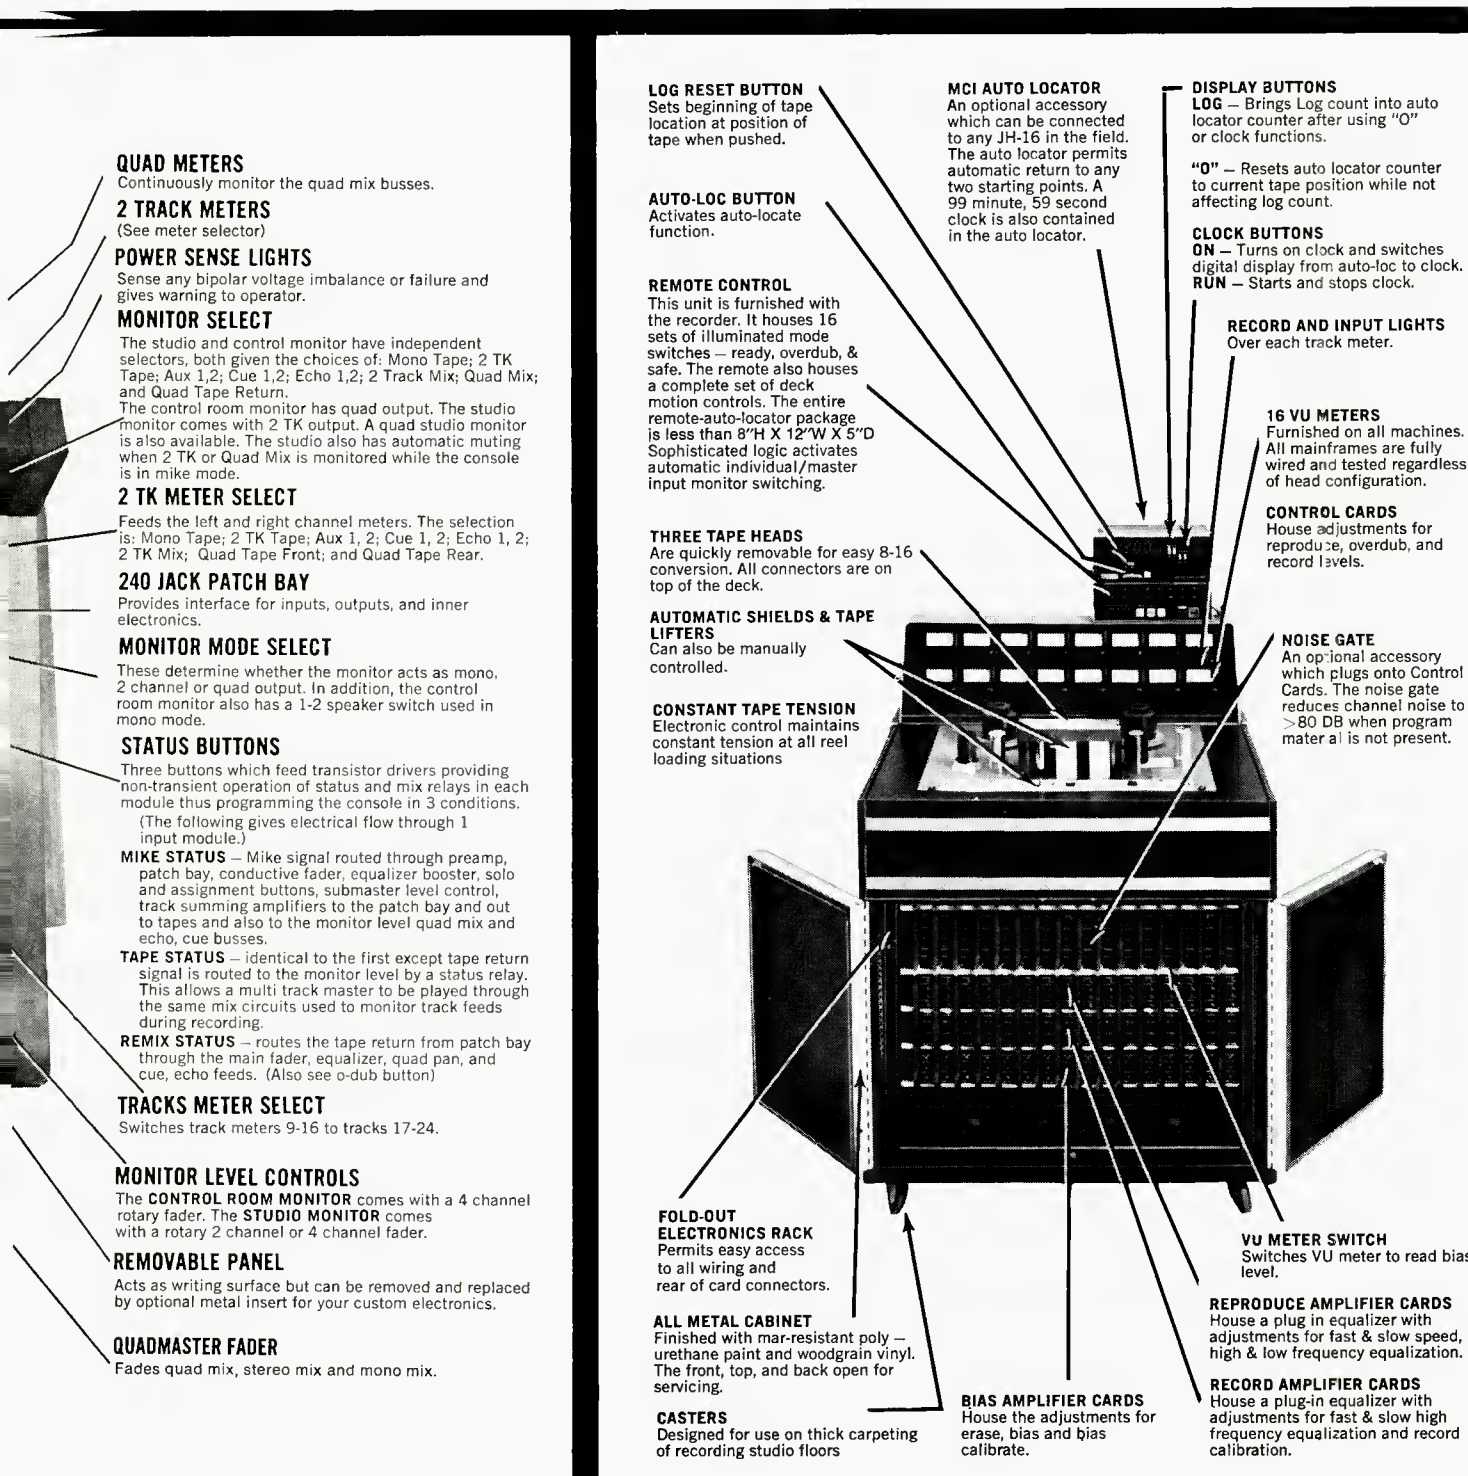 QUAD METERS
Continuously monitor the quad mix busses.
2 TRACK METERS
(See meter selector)
POWER SENSE LIGHTS
Sense any bipolar voltage imbalance or failure and
gives warning to operator.
MONITOR SELECT
The studio and control monitor have independent
selectors, both given the choices of: Mono Tape; 2 TK
Tape; Aux 1,2; Cue 1,2; Echo 1,2; 2 Track Mix; Quad Mix;
and Quad Tape Return.
The control room monitor has quad output. The studio
monitor comes with 2 TK output. A quad studio monitor
is also available. The studio also has automatic muting
when 2 TK or Quad Mix is monitored while the console
is in mike mode.
2 TK METER SELECT
Feeds the left and right channel meters. The selection
is: Mono Tape; 2 TK Tape; Aux 1, 2; Cue 1, 2; Echo 1, 2;
2 TK Mix; Quad Tape Front; and Quad Tape Rear.
240 JACK PATCH BAY
Provides interface for inputs, outputs, and inner
electronics.
MONITOR MODE SELECT
These determine whether the monitor acts as mono,
2 channel or quad output. In addition, the control
room monitor also has a 1-2 speaker switch used in
mono mode.
STATUS BUTTONS
Three buttons which feed transistor drivers providing
non-transient operation of status and mix relays in each
module thus programming the console in 3 conditions.
(The following gives electrical flow through 1
input module.)
MIKE STATUS — Mike signal routed through preamp,
patch bay, conductive fader, equalizer booster, solo
and assignment buttons, submaster level control,
track summing amplifiers to the patch bay and out
to tapes and also to the monitor level quad mix and
echo, cue busses.
TAPE STATUS — identical to the first except tape return
signal is routed to the monitor level by a status relay.
This allows a multi track master to be played through
the same mix circuits used to monitor track feeds
during recording.
REMIX STATUS — routes the tape return from patch bay
through the main fader, equalizer, quad pan, and
cue, echo feeds. (Also see o-dub button)
TRACKS METER SELECT
Switches track meters 9-16 to tracks 17-24.
MONITOR LEVEL CONTROLS
The CONTROL ROOM MONITOR comes with a 4 channel
rotary fader. The STUDIO MONITOR comes
with a rotary 2 channel or 4 channel fader.
REMOVABLE PANEL
Acts as writing surface but can be removed and replaced
by optional metal insert for your custom electronics.
QUADMASTER FADER
Fades quad mix, stereo mix and mono mix.
LOG RESET BUTTON
Sets beginning of tape
location at position of
tape when pushed.
AUTO-LOC BUTTON
Activates auto-locate
function.
REMOTE CONTROL
This unit is furnished with
the recorder. It houses 16
sets of illuminated mode
switches — ready, overdub, &
safe. The remote also houses
a complete set of deck
motion controls. The entire
remote-auto-locator package
is less than 8"H X 12"W X 5"D
Sophisticated logic activates
automatic individual/master
input monitor switching.
THREE TAPE HEADS
Are quickly removable for easy 8-16
conversion. All connectors are on
top of the deck.
AUTOMATIC SHIELDS & TAPE
LIFTERS
Can also be manually
controlled.
CONSTANT TAPE TENSION
Electronic control maintains
constant tension at all reel
loading situations
FOLD-OUT
ELECTRONICS RACK
Permits easy access
to all wiring and
rear of card connectors.
ALL METAL CABINET
Finished with mar-resistant poly —
urethane paint and woodgrain vinyl.
The front, top, and back open for
servicing.
CASTERS
Designed for use on thick carpeting
of recording studio floors
MCI AUTO LOCATOR
An optional accessory
which can be connected
to any JH-16 in the field.
The auto locator permits
automatic return to any
two starting points. A
99 minute, 59 second
clock is also contained
in the auto locator.
BIAS AMPLIFIER CARDS
House the adjustments for
erase, bias and bias
calibrate.
DISPLAY BUTTONS
LOG — Brings Log count into auto
locator counter after using "O"
or clock functions.
"0" — Resets auto locator counter
to current tape position while not
affecting log count.
CLOCK BUTTONS
ON — Turns on clock and switches
digital display from auto-loc to clock.
RUN — Starts and stops clock.
RECORD AND INPUT LIGHTS
Over each track meter.
16 VU METERS
Furnished on all machines.
All mainframes are fully
wired and tested regardless
of head configuration.
CONTROL CARDS
House adjustments for
reproduce, overdub, and
record levels.
NOISE GATE
An optional accessory
which plugs onto Control
Cards. The noise gate
reduces channel noise to
>80 DB when program
material is not present.
VU METER SWITCH
Switches VU meter to read bias
level.
REPRODUCE AMPLIFIER CARDS
House a plug in equalizer with
adjustments for fast & slow speed,
high & low frequency equalization.
RECORD AMPLIFIER CARDS
House a plug-in equalizer with
adjustments for fast & slow high
frequency equalization and record
calibration.